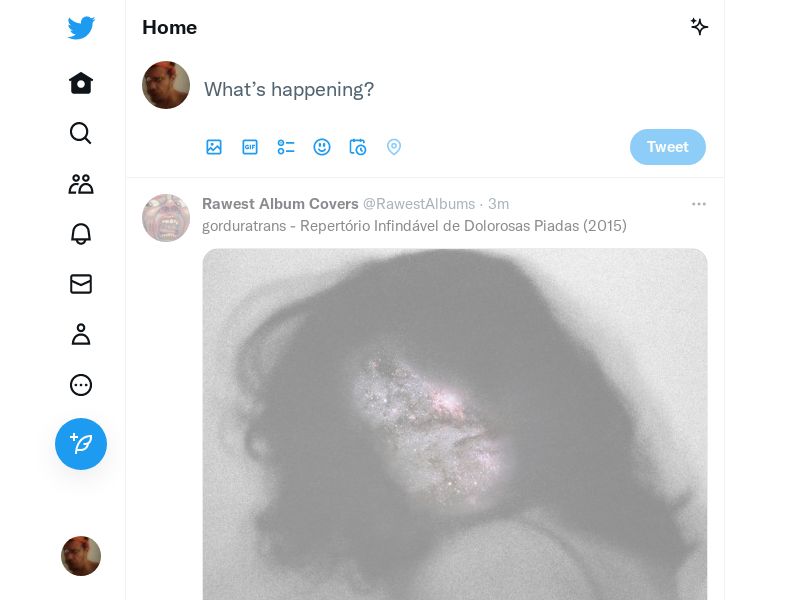 Home
What's happening?
GIF
Tweet
Rawest Album Covers @RawestAlbums · 3m
gorduratrans - Repertório Infindável de Dolorosas Piadas (2015)